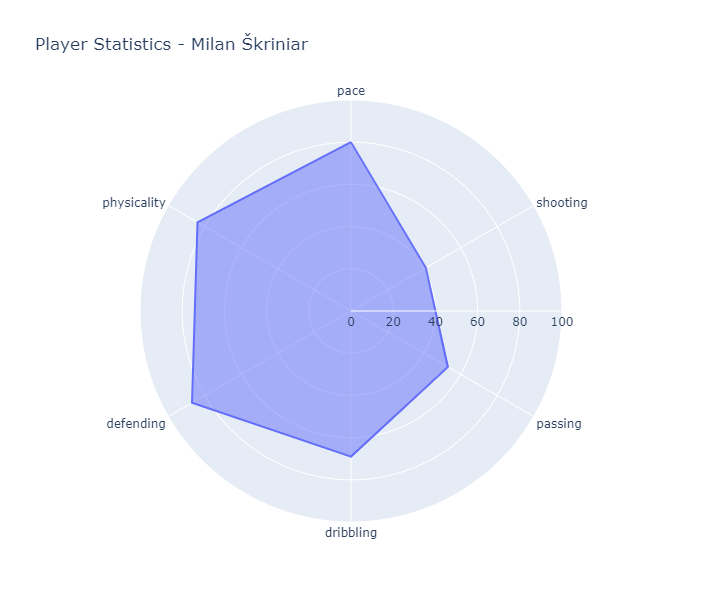 Player Statistics - Milan Škriniar
pace
physicality
shooting
0 20 40 60 80 100
defending
passing
dribbling